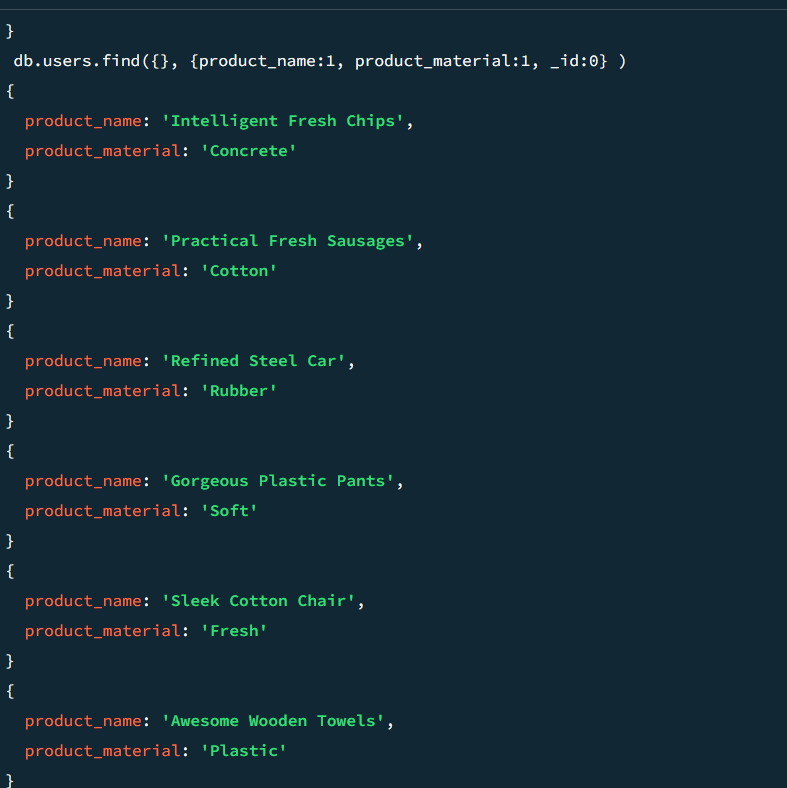 }
db.users.find({}, {product_name:1, product_material:1, _id:0} )
{
product_name: 'Intelligent Fresh Chips',
product_material: 'Concrete'
}
{
product_name: 'Practical Fresh Sausages',
product_material: 'Cotton'
}
{
product_name: 'Refined Steel Car',
product_material: 'Rubber'
}
{
product_name: 'Gorgeous Plastic Pants',
product_material: 'Soft'
}
{
product_name: 'Sleek Cotton Chair',
product_material: 'Fresh'
}
{
product_name: 'Awesome Wooden Towels',
product_material: 'Plastic'
}